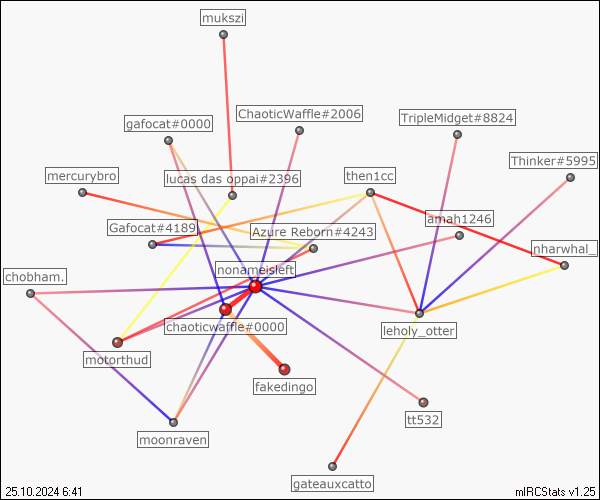 mukszi
ChaoticWaffle#2006
TripleMidget#8824
gafocat#0000
Thinker#5995
mercurybro
lucas das oppai#2396
then1cc
Gafocat#4189
Azure Reborn#4243
amah1246
nharwhal_
chobham.
nonameisleft
chaoticwaffle#0000
leholy_otter
motorthud
fakedingo
tt532
moonraven
gateauxcatto
25.10.2024 6:41
mIRCStats v1.25